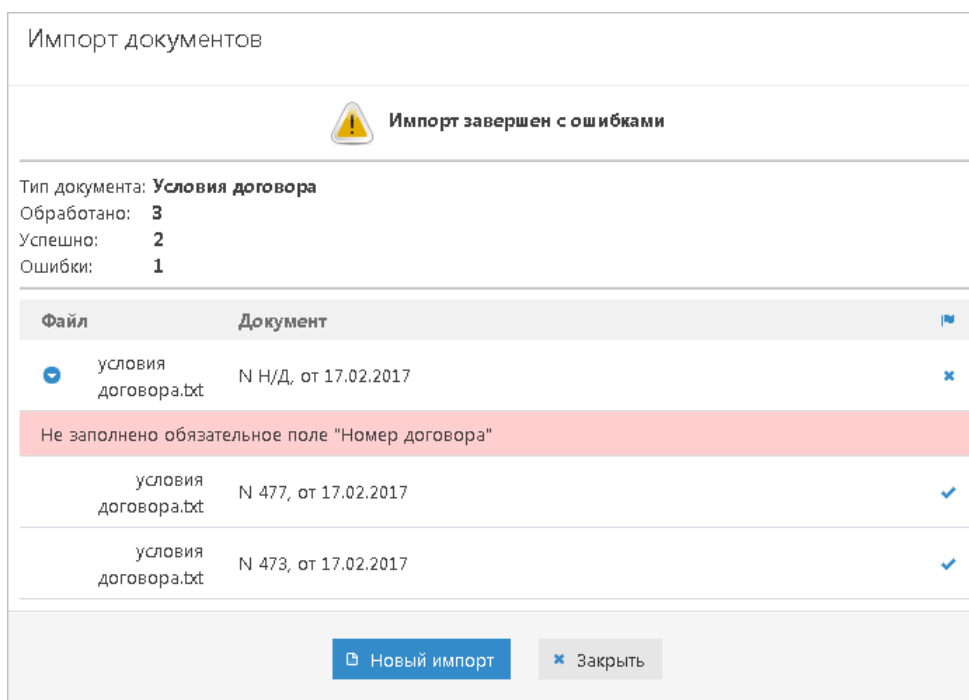 Импорт документов
Импорт завершен с ошибками
Тип документа: Условия договора
Обработано: 3
Успешно: 2
Ошибки: 1
Файл Документ
условия
договора.txt
N Н/Д, от 17.02.2017
Не заполнено обязательное поле "Номер договора"
условия
договора.txt
N 477, от 17.02.2017
условия
договора.txt
N 473, от 17.02.2017
Новый импорт Закрыть